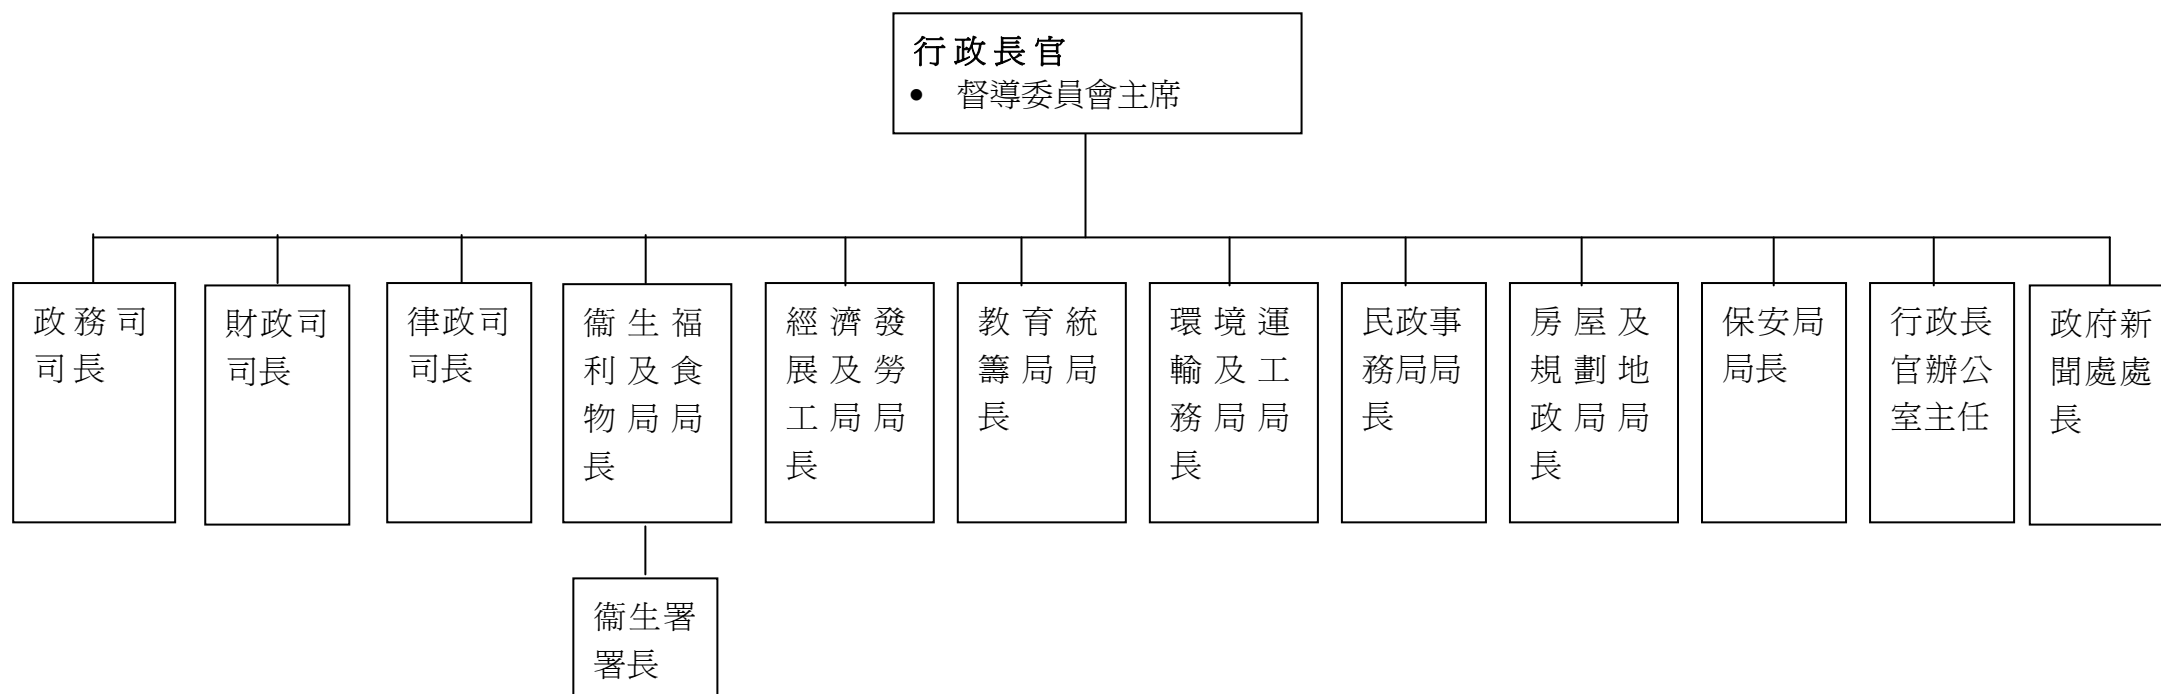 行政長官
• 督導委員會主席
政務司
司長
財政司
司長
律政司
司長
衞生福
利及食
物局局
長
經濟發
展及勞
工局局
長
教育統
籌局局
長
環境運
輸及工
務局局
長
民政事
務局局
長
房屋及
規劃地
政局局
長
保安局
局長
行政長
官辦公
室主任
政府新
聞處處
長
衞生署
署長